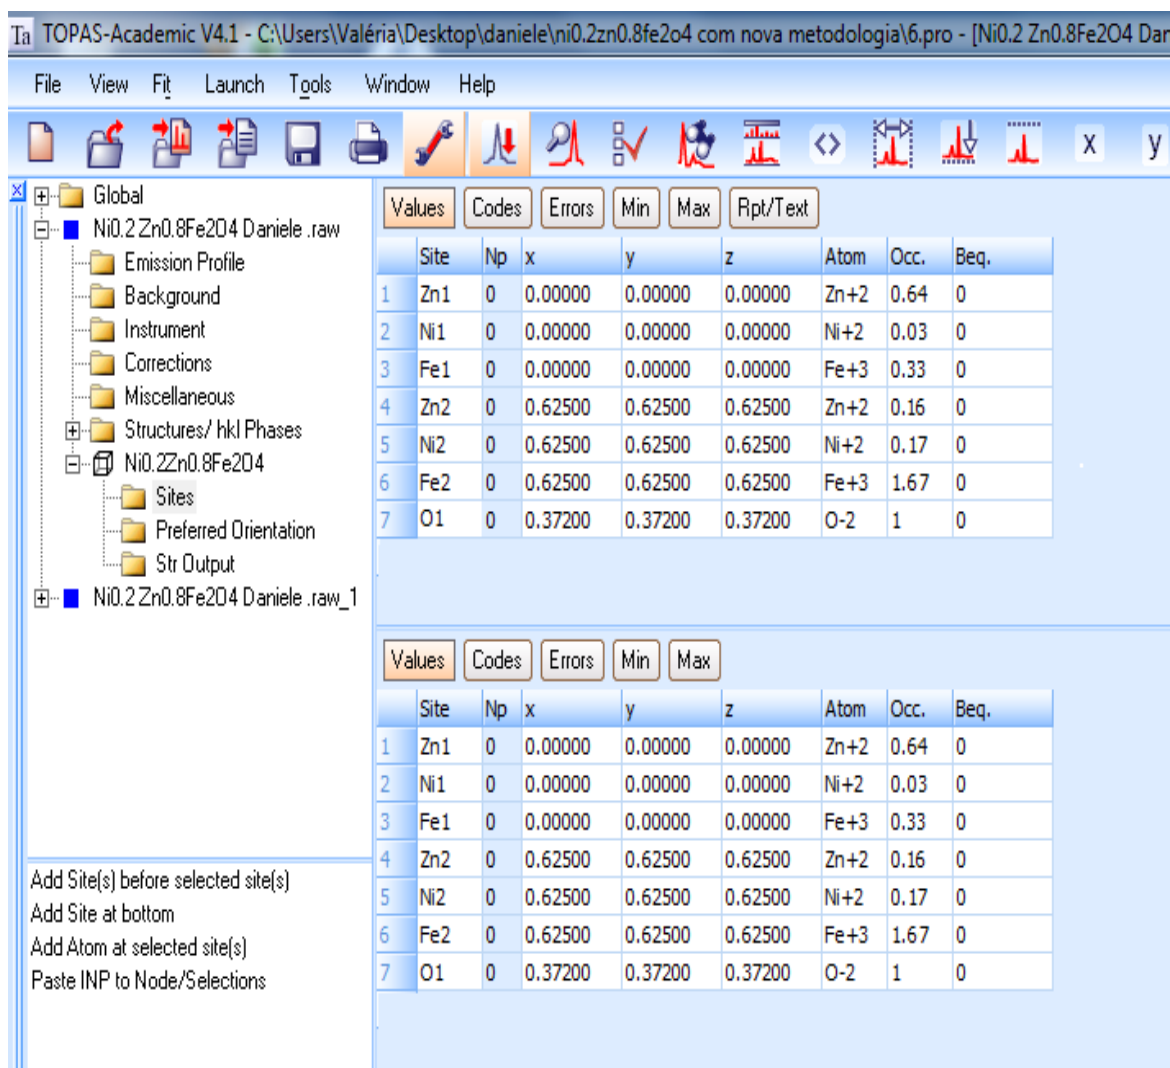 Ta TOPAS-Academic V4.1 - C:\Users\Valéria\Desktop\daniele\ni0.2zn0.8fe2o4 com nova metodologia\6.pro - [Ni0.2 Zn0.8Fe2O4 Dan
File View Fit Launch Tools Window Help
x y
Global
Ni0.2 Zn0.8Fe2O4 Daniele .raw
Emission Profile
Background
Instrument
Corrections
Miscellaneous
Structures/ hkl Phases
Ni0.2Zn0.8Fe2O4
Sites
Preferred Orientation
Str Output
Ni0.2 Zn0.8Fe2O4 Daniele .raw_1
Add Site(s) before selected site(s)
Add Site at bottom
Add Atom at selected site(s)
Paste INP to Node/Selections
Values Codes Errors Min Max Rpt/Text
Site Np x y z Atom Occ. Beq.
1 Zn1 0 0.00000 0.00000 0.00000 Zn+2 0.64 0
2 Ni1 0 0.00000 0.00000 0.00000 Ni+2 0.03 0
3 Fe1 0 0.00000 0.00000 0.00000 Fe+3 0.33 0
4 Zn2 0 0.62500 0.62500 0.62500 Zn+2 0.16 0
5 Ni2 0 0.62500 0.62500 0.62500 Ni+2 0.17 0
6 Fe2 0 0.62500 0.62500 0.62500 Fe+3 1.67 0
7 O1 0 0.37200 0.37200 0.37200 O-2 1 0
Values Codes Errors Min Max
Site Np x y z Atom Occ. Beq.
1 Zn1 0 0.00000 0.00000 0.00000 Zn+2 0.64 0
2 Ni1 0 0.00000 0.00000 0.00000 Ni+2 0.03 0
3 Fe1 0 0.00000 0.00000 0.00000 Fe+3 0.33 0
4 Zn2 0 0.62500 0.62500 0.62500 Zn+2 0.16 0
5 Ni2 0 0.62500 0.62500 0.62500 Ni+2 0.17 0
6 Fe2 0 0.62500 0.62500 0.62500 Fe+3 1.67 0
7 O1 0 0.37200 0.37200 0.37200 O-2 1 0